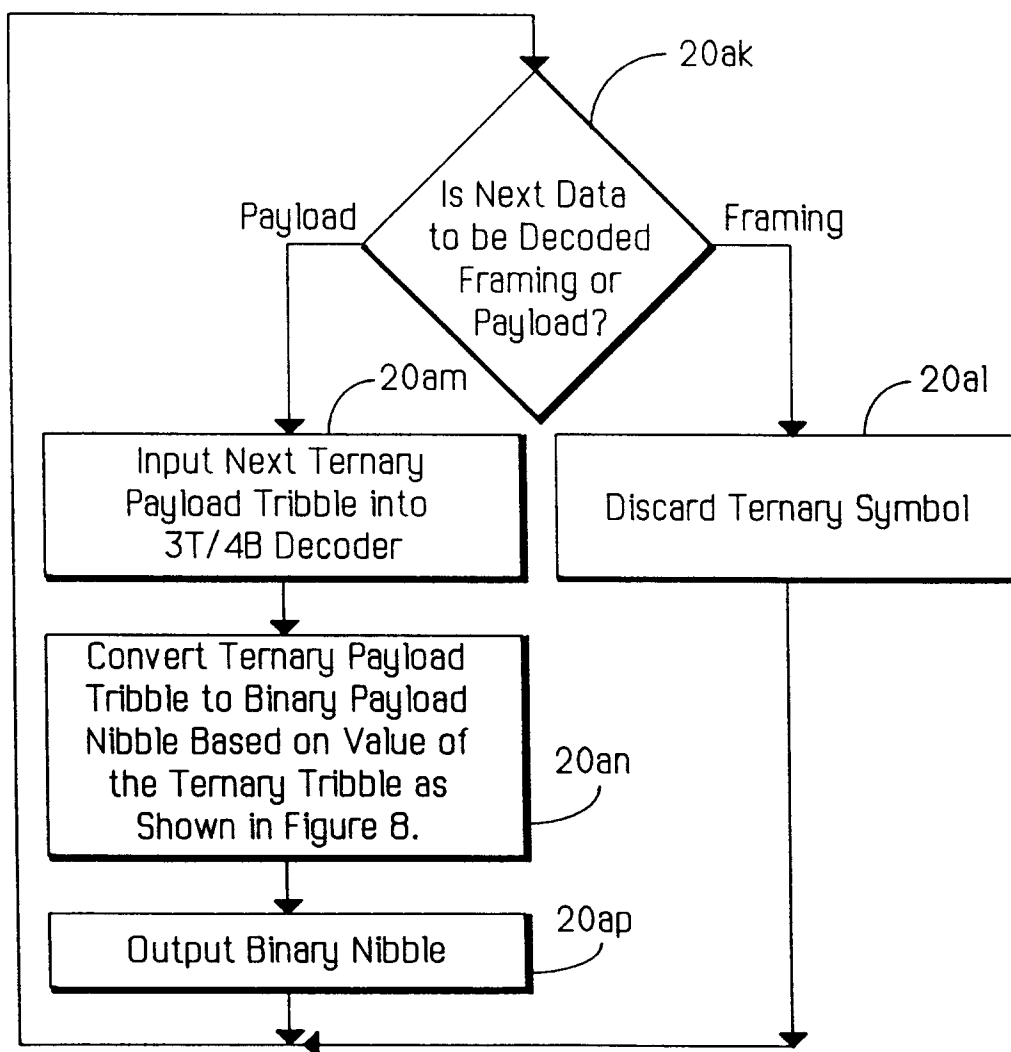 20ak
Is Next Data
to be Decoded
Framing or
Payload?
Payload
Framing
20am
20al
Input Next Ternary
Payload Tribble into
3T/4B Decoder
Discard Ternary Symbol
Convert Ternary Payload
Tribble to Binary Payload
Nibble Based on Value of
the Ternary Tribble as
Shown in Figure 8.
20an
Output Binary Nibble
20ap